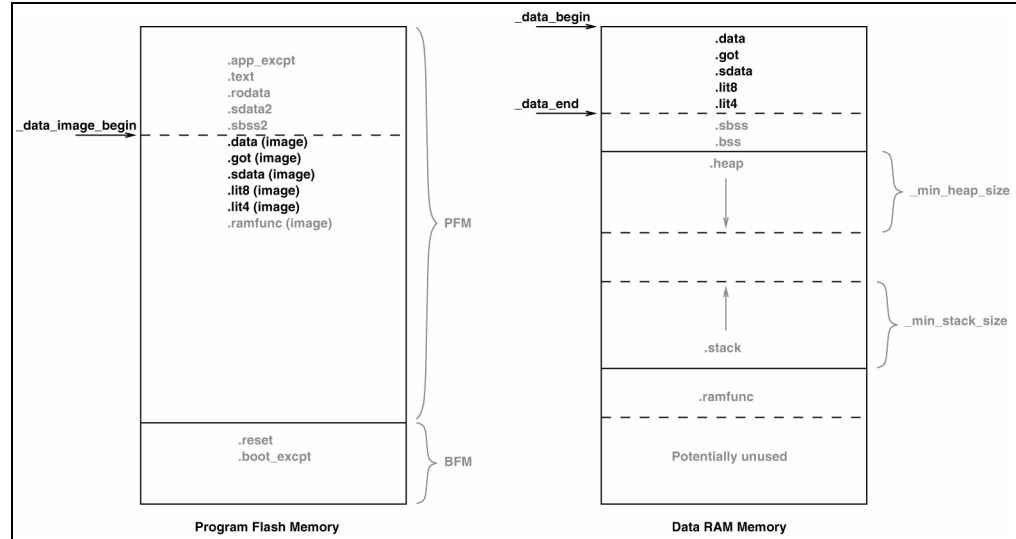 .app_excpt
.text
.rodata
.sdata2
.sbss2
_data_image_begin
.data (image)
.got (image)
.sdata (image)
.lit8 (image)
.lit4 (image)
.ramfunc (image)
PFM
.reset
.boot_excpt
BFM
Program Flash Memory
_data_begin
.data
.got
.sdata
.lit8
.lit4
_data_end
.sbss
.bss
.heap
_min_heap_size
_min_stack_size
.stack
.ramfunc
Potentially unused
Data RAM Memory